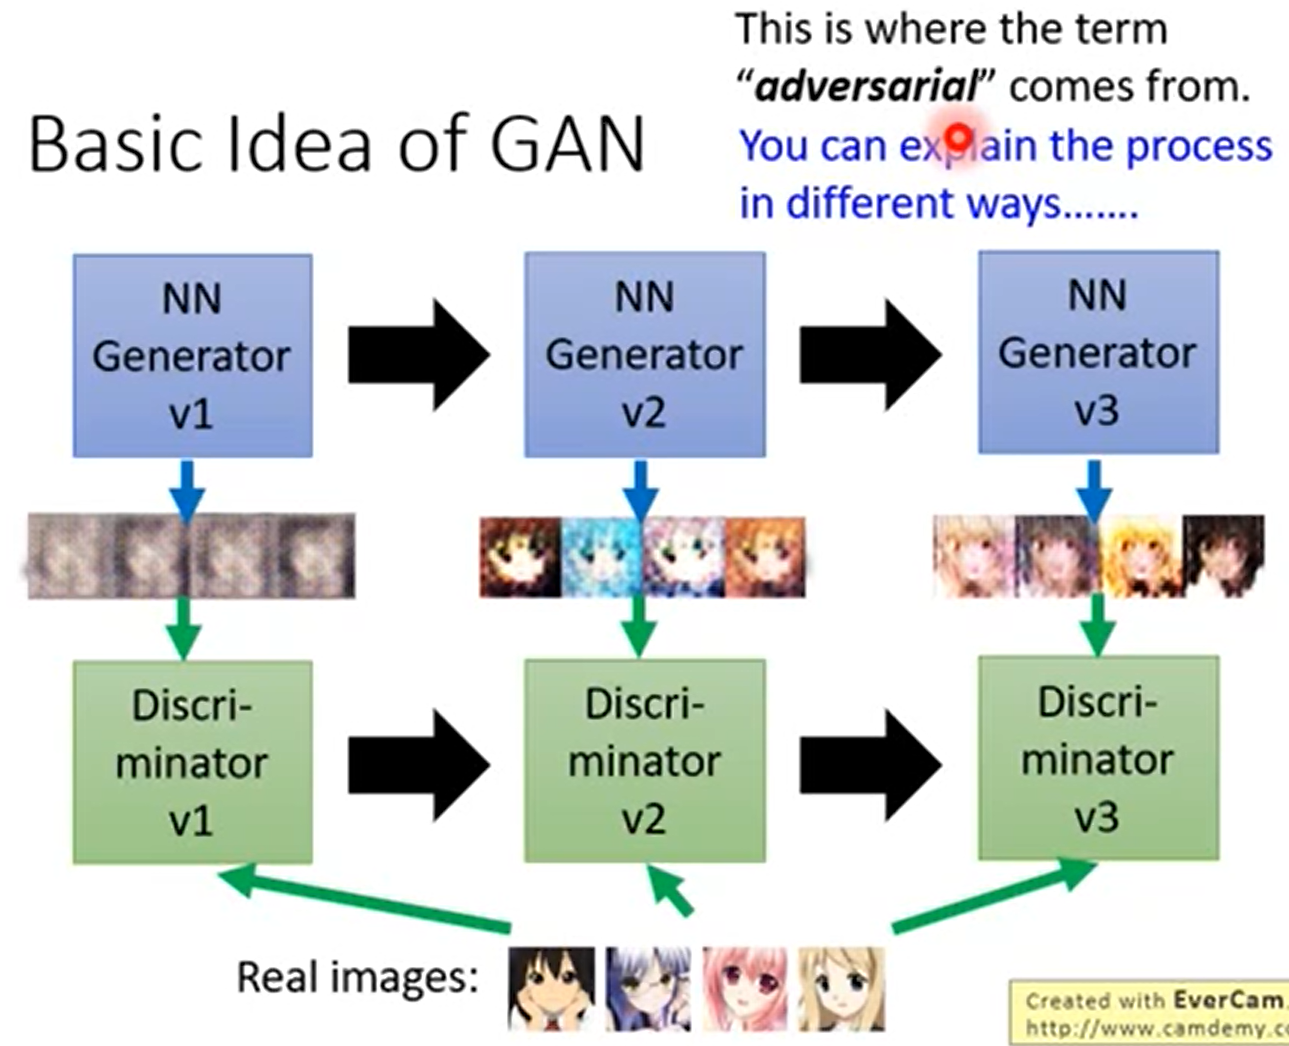 This is where the term
“adversarial” comes from.
You can explain the process
in different ways.......
Basic Idea of GAN
NN
Generator
v1
NN
Generator
v2
NN
Generator
v3
Discri-
minator
v1
Discri-
minator
v2
Discri-
minator
v3
Real images:
Created with EverCam.
http://www.camdemy.co